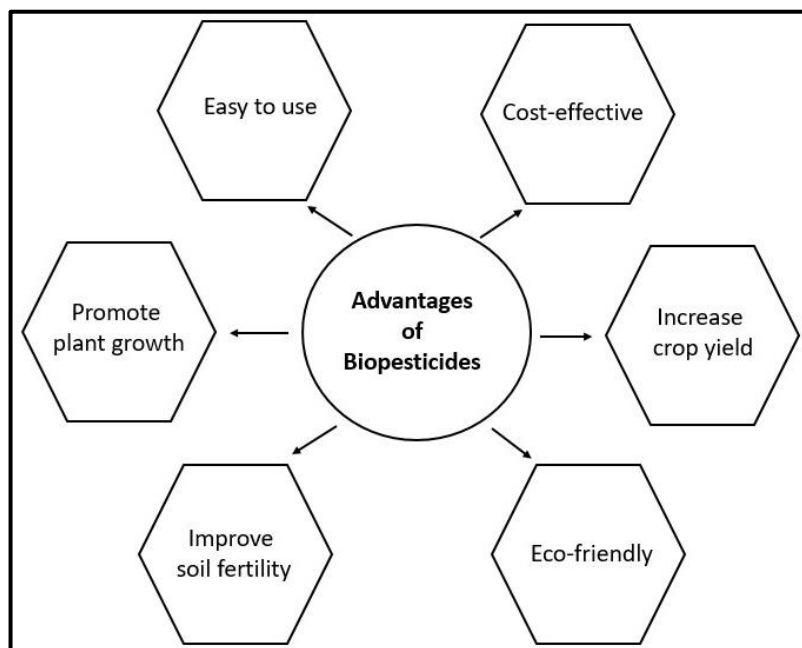 Easy to use
Cost-effective
Promote
plant growth
Advantages
of
Biopesticides
Increase
crop yield
Improve
soil fertility
Eco-friendly